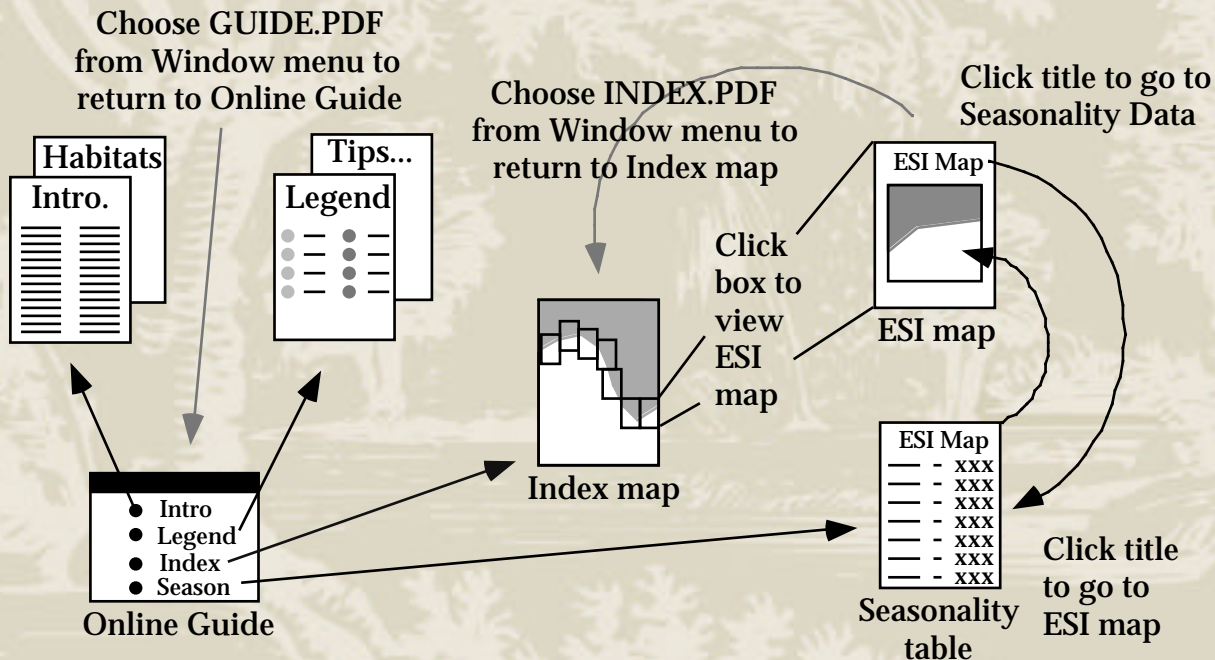 Choose GUIDE.PDF
from Window menu to
return to Online Guide
Habitats
Intro.
Tips...
Legend
Choose INDEX.PDF
from Window menu to
return to Index map
Click title to go to
Seasonality Data
ESI Map
ESI map
Click
box to
view
ESI
map
Index map
Intro
Legend
Index
Season
Online Guide
ESI Map
- xxx
- xxx
- xxx
- xxx
- xxx
- xxx
- xxx
Seasonality
table
Click title
to go to
ESI map